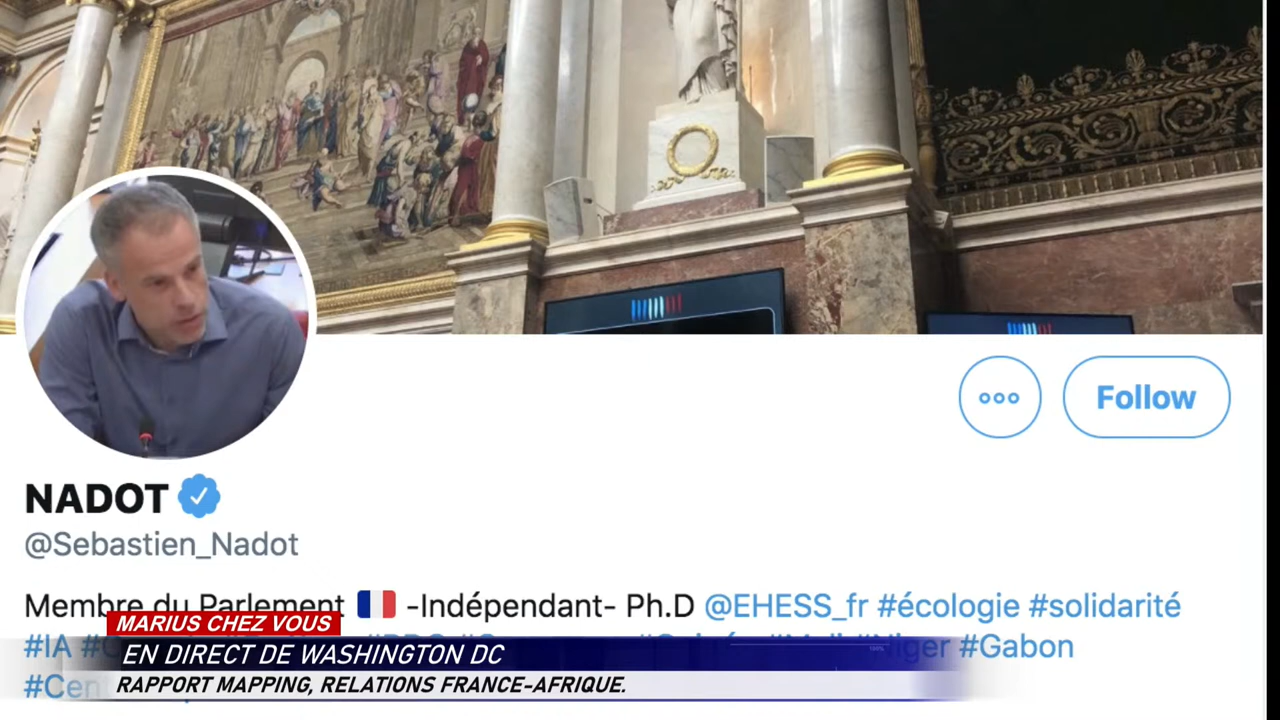 Follow
NADOT
@Sebastien_Nadot
Membre du Parlement -Indépendant- Ph.D @EHESS_fr #écologie #solidarité
#IA #Gabon
MARIUS CHEZ VOUS
EN DIRECT DE WASHINGTON DC
RAPPORT MAPPING, RELATIONS FRANCE-AFRIQUE.